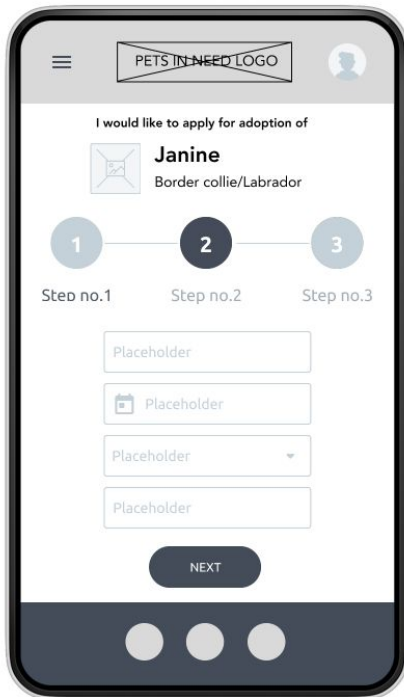 PETS IN NEED LOGO
I would like to apply for adoption of
Janine
Border collie/Labrador
1 2 3
Step no.1 Step no.2 Step no.3
Placeholder
Placeholder
Placeholder
Placeholder
NEXT